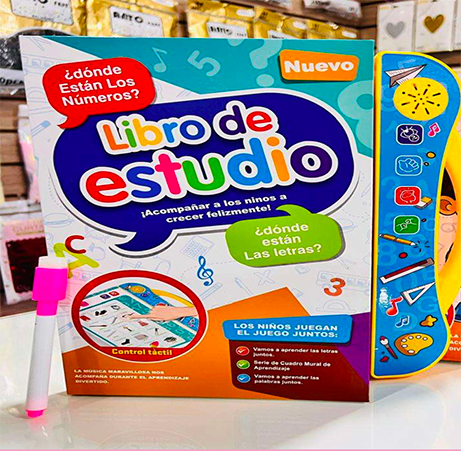 Nuevo
¿dónde
Están Los
Números?
Libro de
estudio
¡Acompañar a los ninos a
crecer felizmente!
¿dónde
están
Las letras?
C
A
3
Control táctil
LOS NIÑOS JUEGAN
EL JUEGO JUNTOS:
Vamos a aprender las letras
juntos.
Serie de Cuadro Mural de
Aprendizaje
Vamos a aprender las
palabras juntos.
LA MUSICA MARAVILLOSA NOS
ACOMPAÑA DURANTE EL APRENDIZAJE
DIVERTIDO.